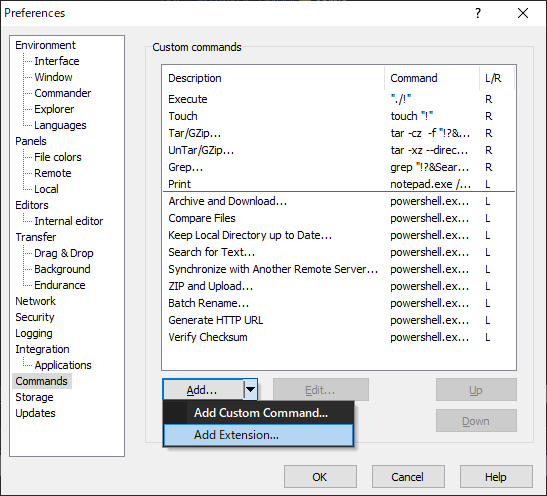 Preferences
?
Environment
Interface
Window
Commander
Explorer
Languages
Panels
File colors
Remote
Local
Editors
Internal editor
Transfer
Drag & Drop
Background
Endurance
Network
Security
Logging
Integration
Applications
Commands
Storage
Updates
Custom commands
Description Command L/R
Execute "./!" R
Touch touch "!" R
Tar/GZip... tar -cz -f "!?&... R
UnTar/GZip... tar -xz --direc... R
Grep... grep "!?&Sear... R
Print notepad.exe /... L
Archive and Download... powershell.ex... L
Compare Files powershell.ex... L
Keep Local Directory up to Date... powershell.ex... L
Search for Text... powershell.ex... L
Synchronize with Another Remote Server... powershell.ex... L
ZIP and Upload... powershell.ex... L
Batch Rename... powershell.ex... L
Generate HTTP URL powershell.ex... L
Verify Checksum powershell.ex... L
Add... Edit... Up
Add Custom Command... Down
Add Extension...
OK Cancel Help